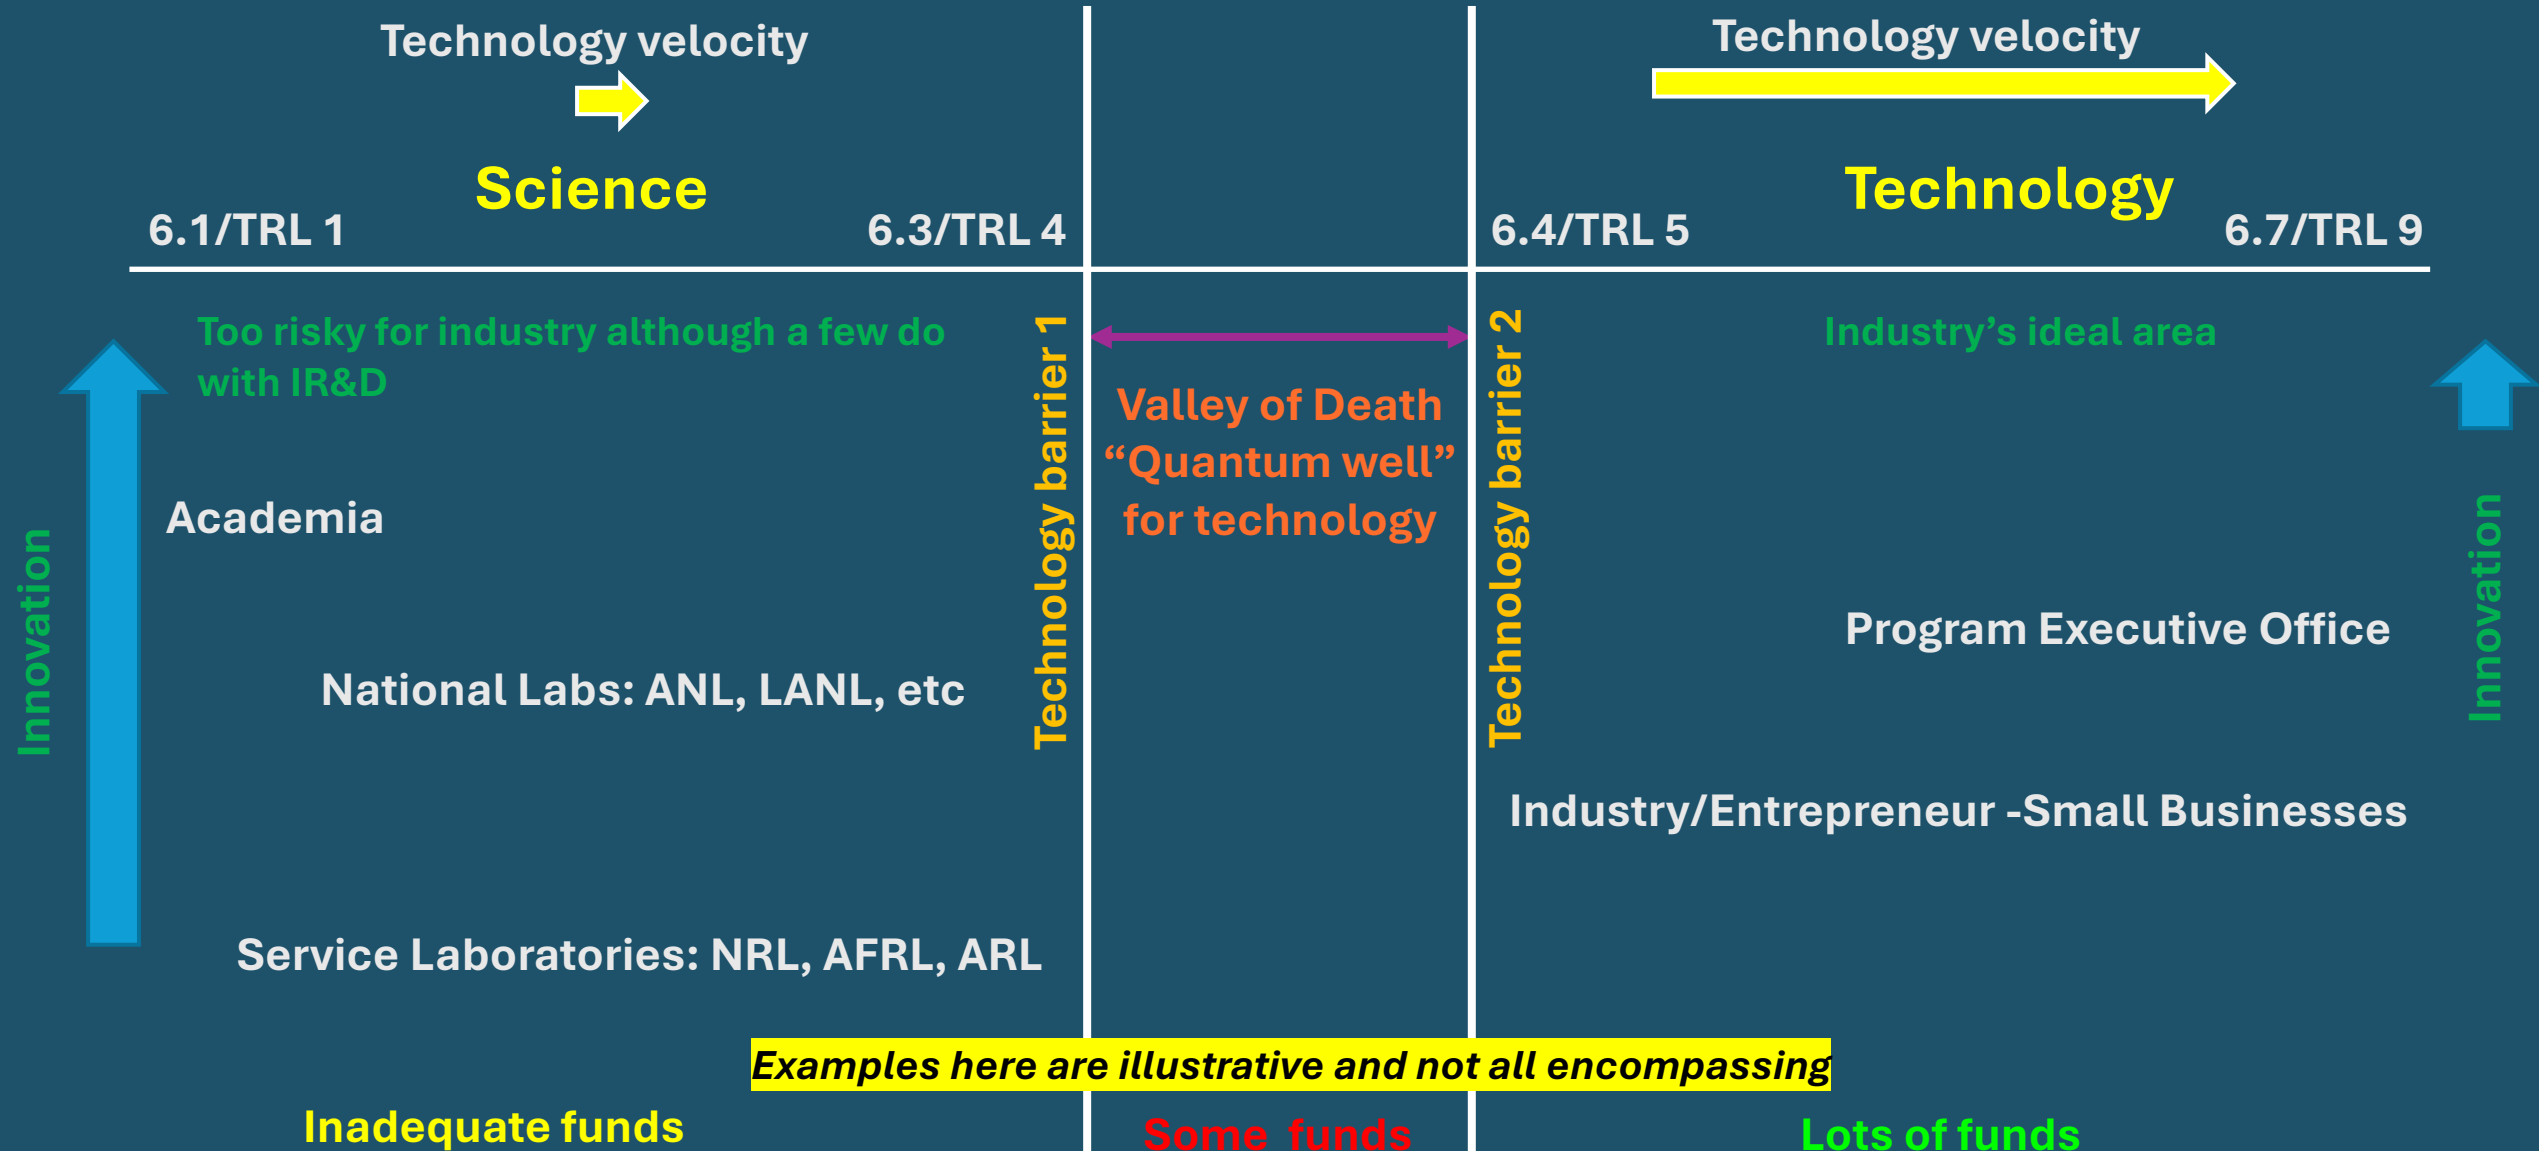 Technology velocity
Technology velocity
Science
Technology
6.1/TRL 1
6.3/TRL 4
6.4/TRL 5
6.7/TRL 9
Too risky for industry although a few do
with IR&D
Technology barrier 1
Valley of Death
“Quantum well”
for technology
Technology barrier 2
Industry’s ideal area
Innovation
Academia
National Labs: ANL, LANL, etc
Service Laboratories: NRL, AFRL, ARL
Program Executive Office
Industry/Entrepreneur -Small Businesses
Innovation
Examples here are illustrative and not all encompassing
Inadequate funds
Some  funds
Lots of funds